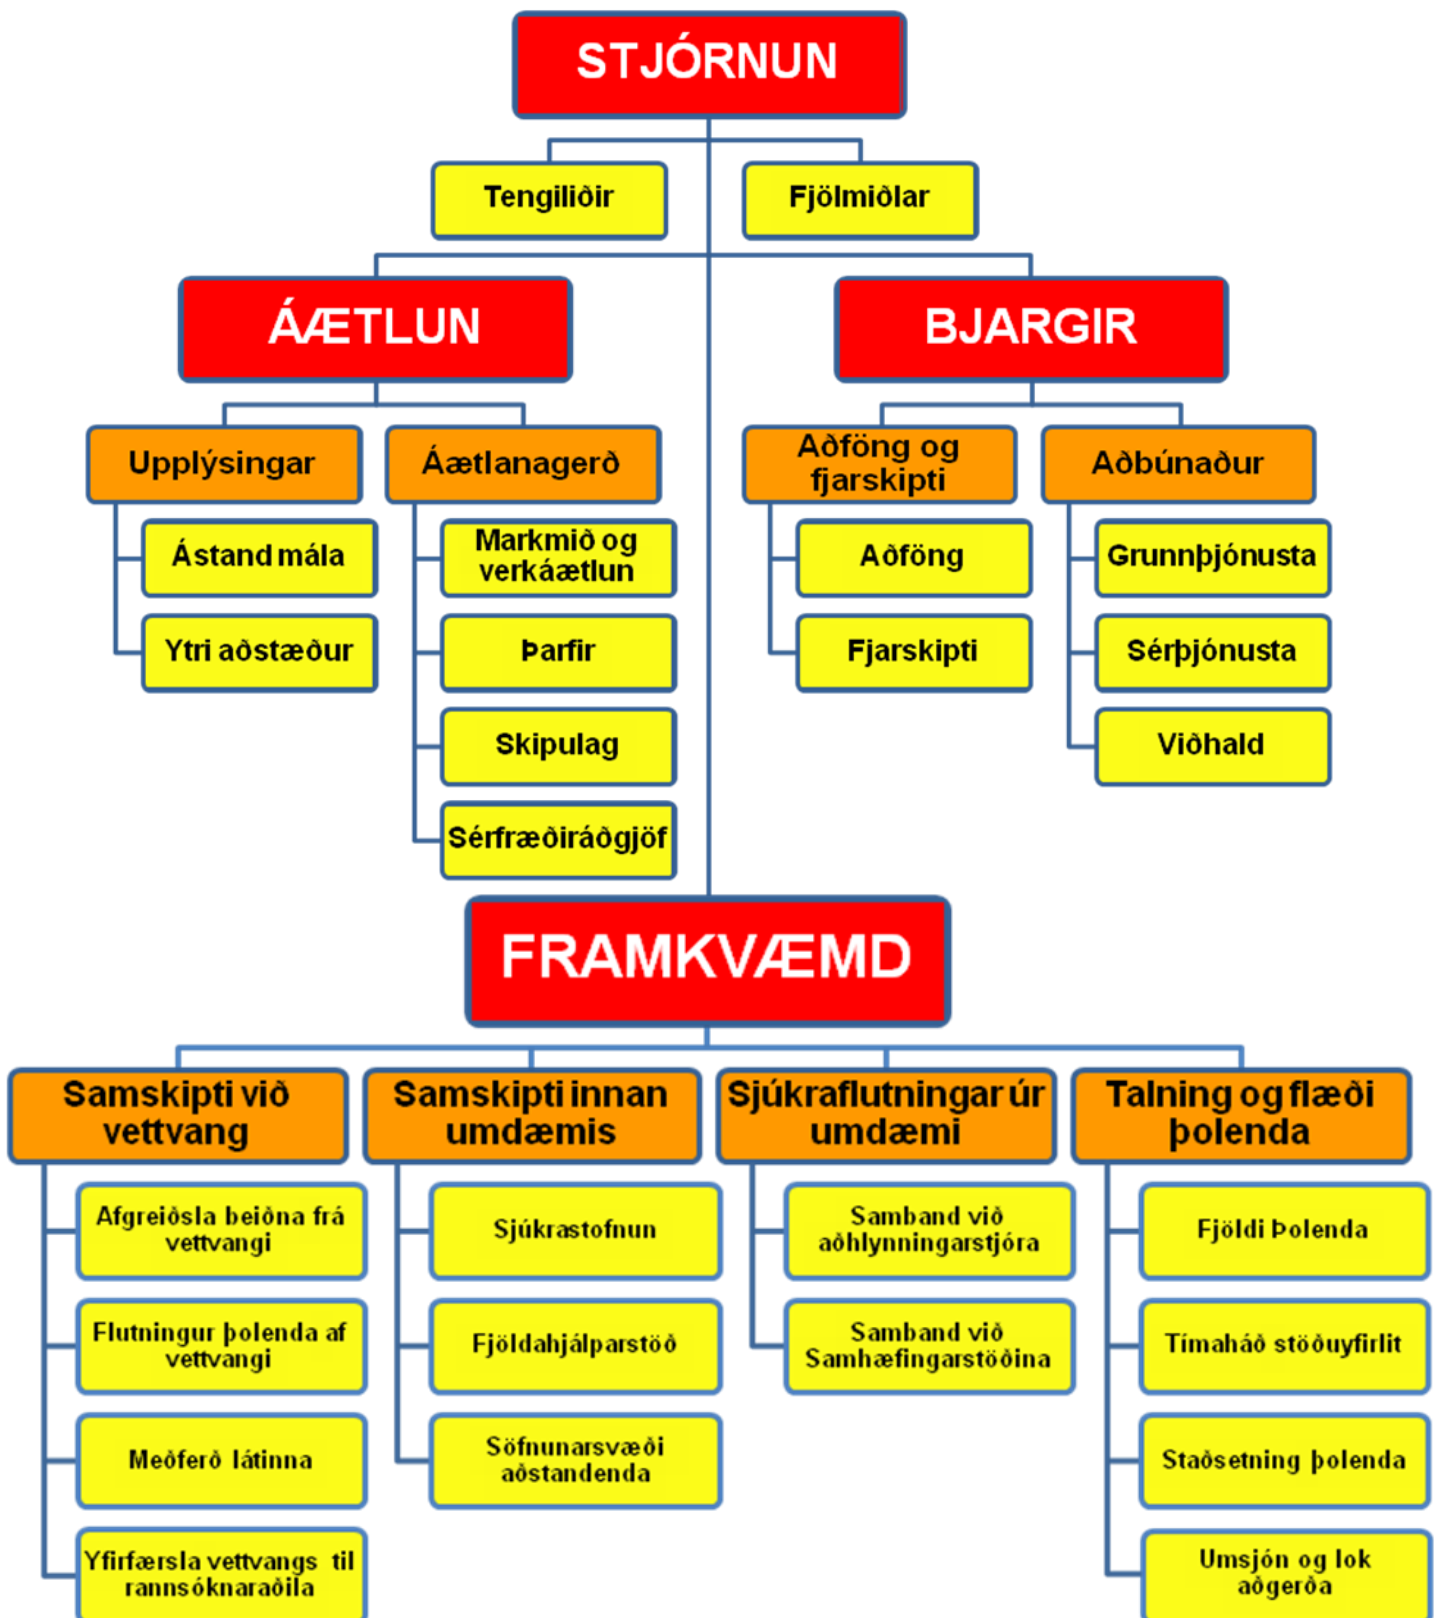 STJÓRNUN
Tengiliðir
Fjölmiðlar
ÁÆTLUN
BJARGIR
Upplýsingar
Ástand mála
Ytri aðstæður
Áætlanagerð
Markmið og
verkáætlun
Þarfir
Skipulag
Sérfræðiráðgjöf
Aðföng og
fjarskipti
Aðföng
Fjarskipti
Aðbúnaður
Grunnþjónusta
Sérþjónusta
Viðhald
FRAMKVÆMD
Samskipti við
vettvang
Afgreiðsla beiðna frá
vettvangi
Flutningur þolenda af
vettvangi
Meðferð látinna
Yfirfærsla vettvangs til
rannsóknaraðila
Samskipti innan
umdæmis
Sjúkrastofnun
Fjöldahjálparstöð
Söfnunarsvæði
aðstandenda
Sjúkraflutningar úr
umdæmi
Samband við
aðhlynningarstjóra
Samband við
Samhæfingarstöðina
Talning og flæði
þolenda
Fjöldi Þolenda
Tímaháð stöðuyfirlit
Staðsetning þolenda
Umsjón og lok
aðgerða